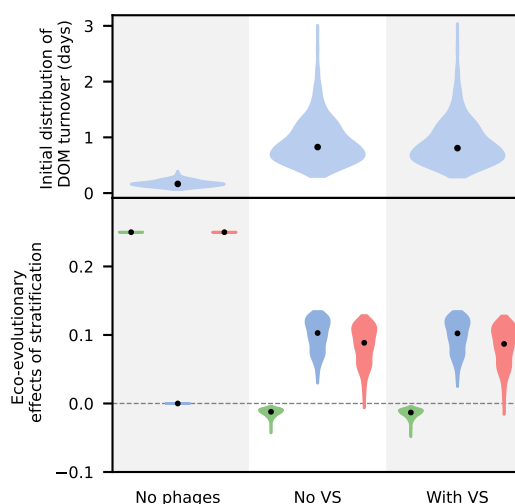 Initial distribution of
DOM turnover (days)
3
2
1
0
Eco-evolutionary
effects of stratification
0.2
0.1
0.0
−0.1
No phages No VS With VS